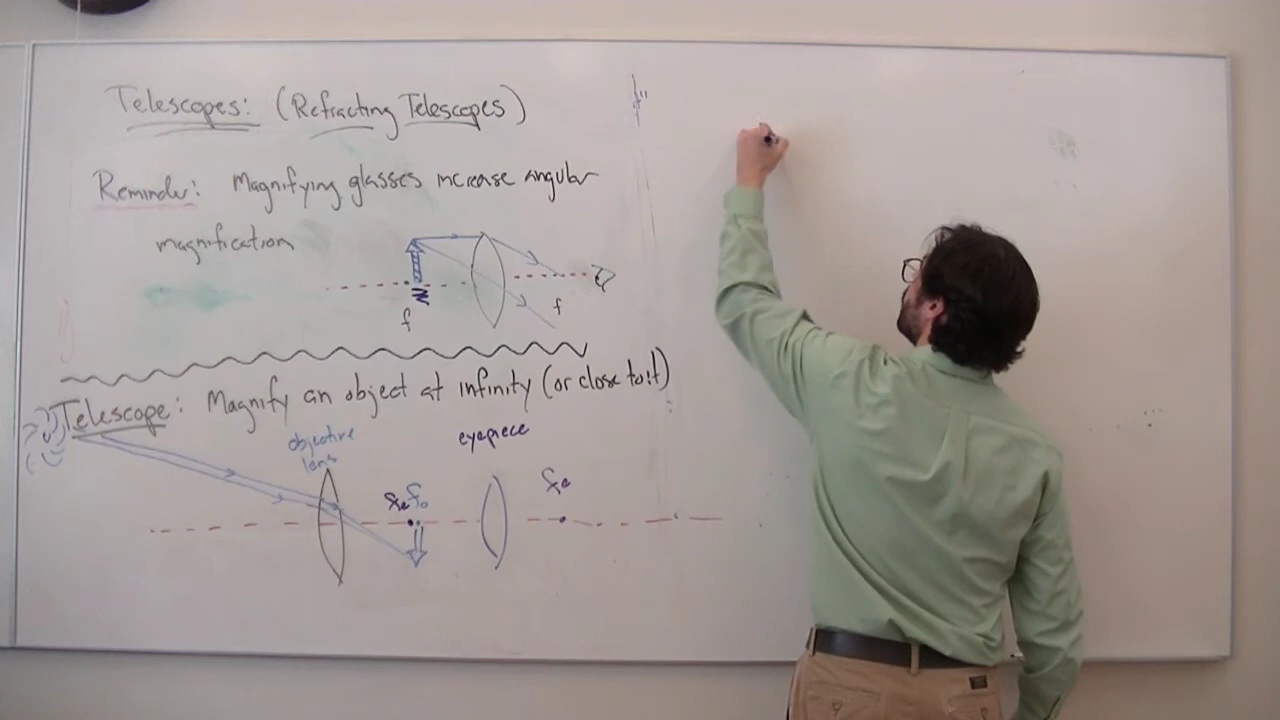 Telescopes: (Refracting Telescopes)
Reminder: Magnifying glasses increase angular
magnification
f
f
Telescope: Magnify an object at infinity (or close to it)
objective
lens
eyepiece
fe fo
fe